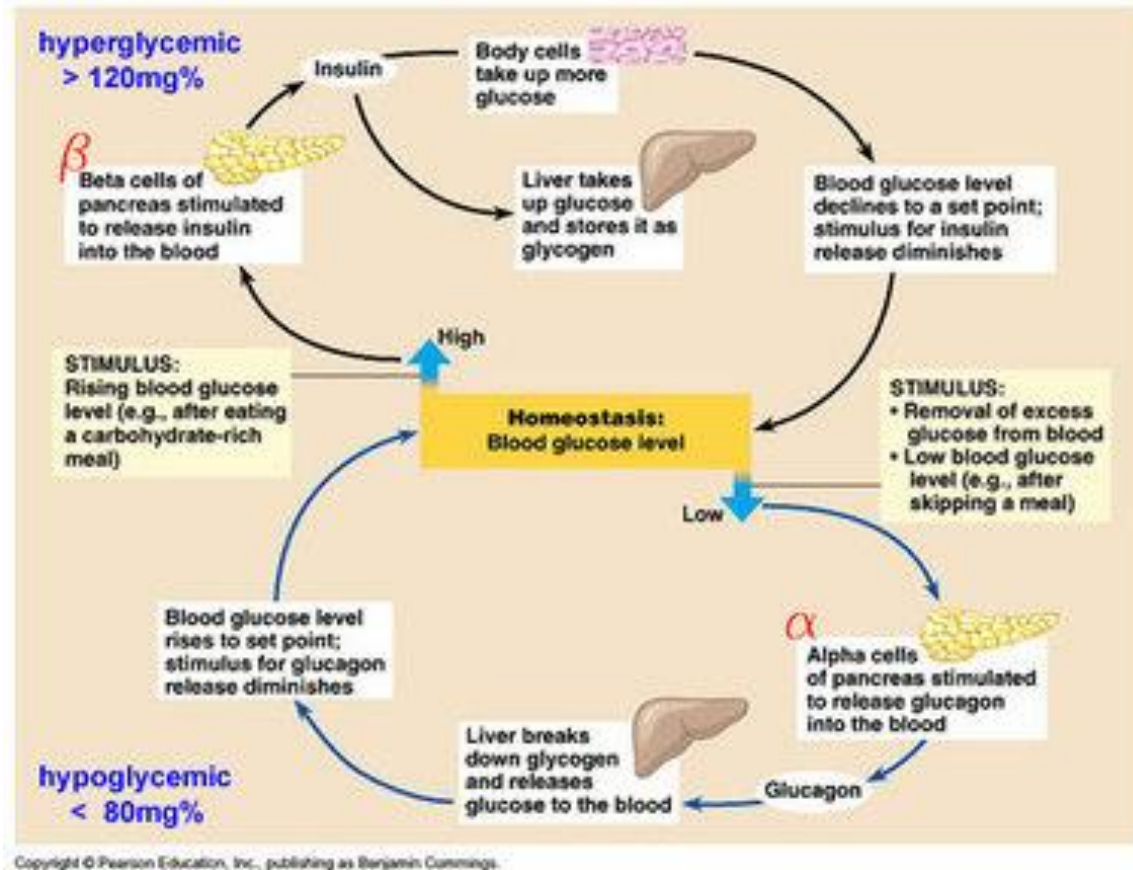 hyperglycemic
> 120mg%
Insulin
Body cells
take up more
glucose
β
Beta cells of
pancreas stimulated
to release insulin
into the blood
Liver takes
up glucose
and stores it as
glycogen
Blood glucose level
declines to a set point;
stimulus for insulin
release diminishes
High
STIMULUS:
Rising blood glucose
level (e.g., after eating
a carbohydrate-rich
meal)
Homeostasis:
Blood glucose level
STIMULUS:
• Removal of excess
glucose from blood
• Low blood glucose
level (e.g., after
skipping a meal)
Low
Blood glucose level
rises to set point;
stimulus for glucagon
release diminishes
α
Alpha cells
of pancreas stimulated
to release glucagon
into the blood
Liver breaks
down glycogen
and releases
glucose to the blood
Glucagon
hypoglycemic
< 80mg%
Copyright © Pearson Education, Inc., publishing as Benjamin Cummings.